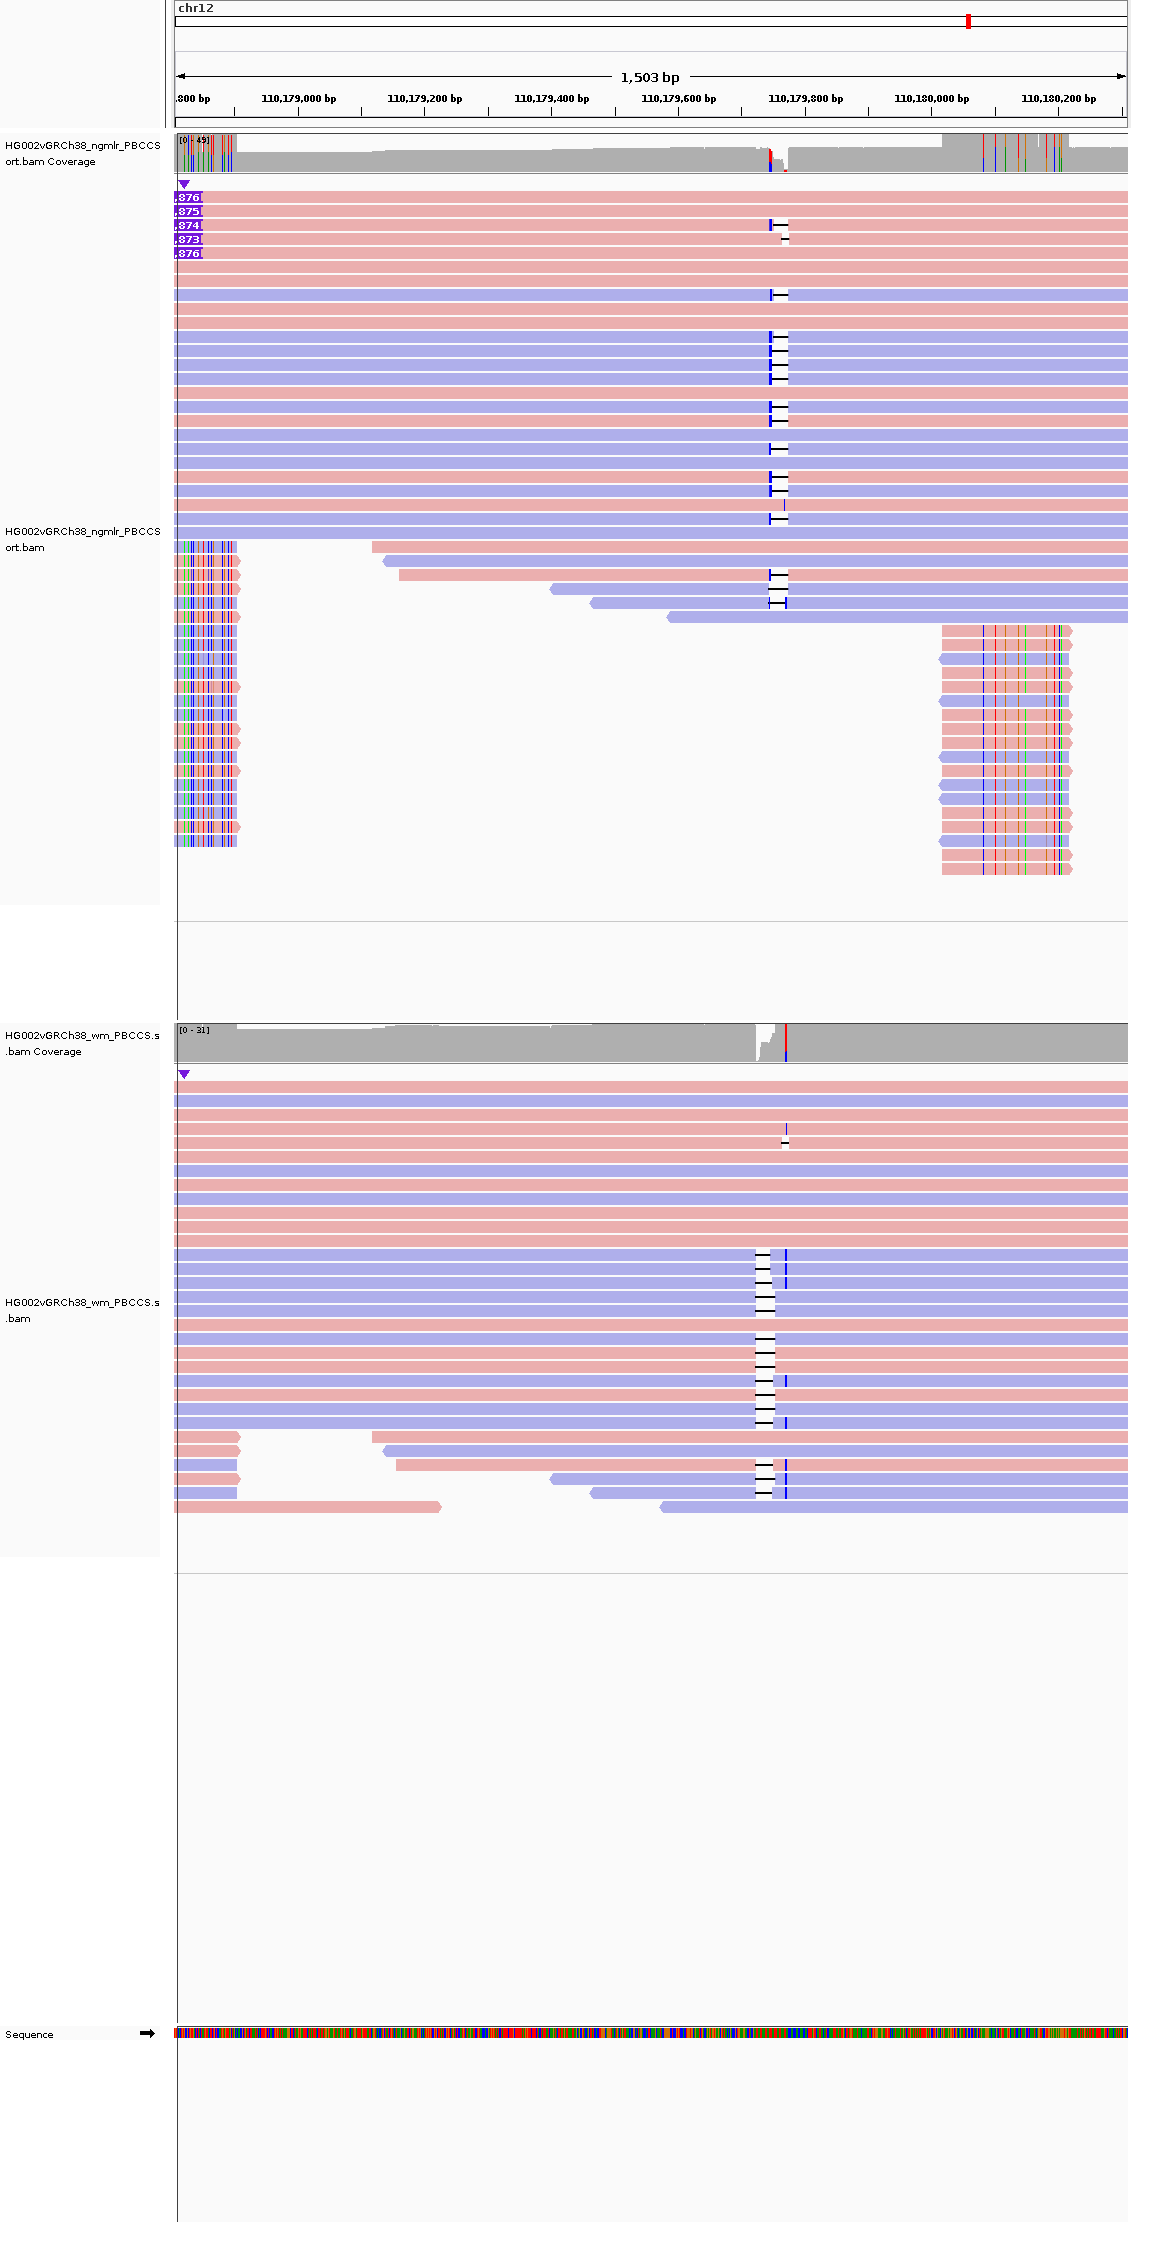 chr12
1,503 bp
.800 bp 110,179,000 bp 110,179,200 bp 110,179,400 bp 110,179,600 bp 110,179,800 bp 110,180,000 bp 110,180,200 bp
HG002vGRCh38_ngmlr_PBCCS
ort.bam Coverage
[0 - 49]
.876
.875
.874
.873
.876
HG002vGRCh38_ngmlr_PBCCS
ort.bam
HG002vGRCh38_wm_PBCCS.s
.bam Coverage
[0 - 31]
HG002vGRCh38_wm_PBCCS.s
.bam
Sequence